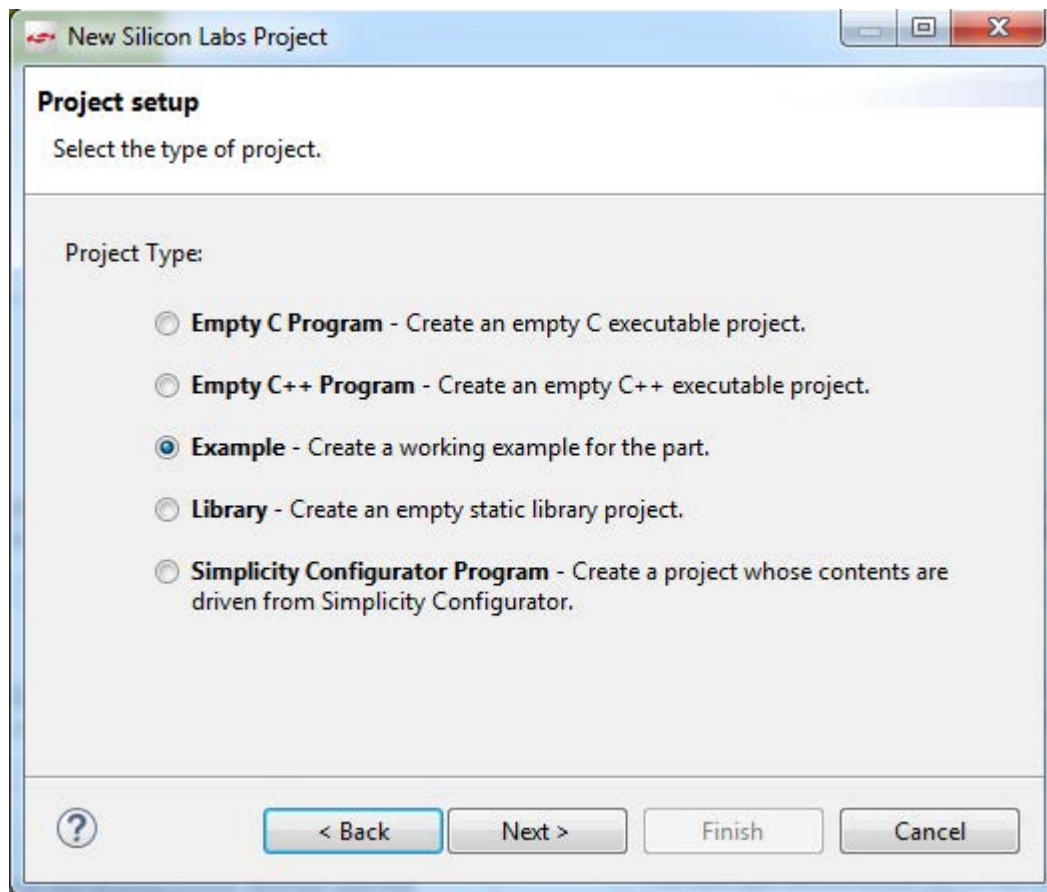 New Silicon Labs Project
Project setup
Select the type of project.
Project Type:
Empty C Program - Create an empty C executable project.
Empty C++ Program - Create an empty C++ executable project.
Example - Create a working example for the part.
Library - Create an empty static library project.
Simplicity Configurator Program - Create a project whose contents are
driven from Simplicity Configurator.
? < Back Next > Finish Cancel